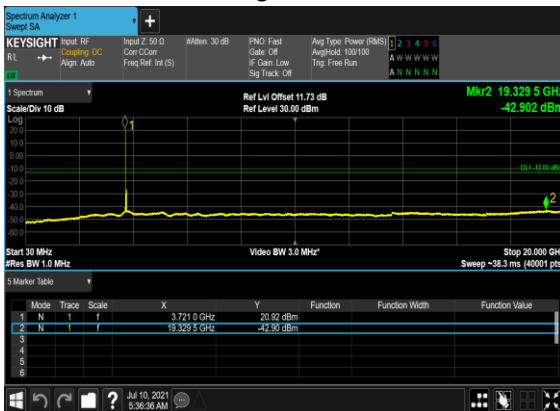 Spectrum Analyzer 1
Swept SA
+
KEYSIGHT Input: RF Input Z: 50 Ω #Atten: 30 dB PNO: Fast Avg Type: Power (RMS) 1 2 3 4 5 6
RL Coupling: DC Corr CCorr Gate: Off Avg|Hold: 100/100 A W W W W W
Align: Auto Freq Ref: Int (S) IF Gain: Low Trig: Free Run
Sig Track: Off A N N N N N
1 Spectrum Ref Lvl Offset 11.73 dB Mkr2 19.329 5 GHz
Scale/Div 10 dB Ref Level 30.00 dBm -42.902 dBm
Log
20.0
10.0
0.00
-10.0
-20.0
-30.0
-40.0
-50.0
-60.0
1
DL1 -13.00 dBm
2
Start 30 MHz Video BW 3.0 MHz* Stop 20.000 GHz
#Res BW 1.0 MHz Sweep ~38.3 ms (40001 pts)
5 Marker Table
Mode Trace Scale X Y Function Function Width Function Value
1 N 1 f 3.721 0 GHz 20.92 dBm
2 N 1 f 19.329 5 GHz -42.90 dBm
3
4
5
6
? Jul 10, 2021
5:36:36 AM